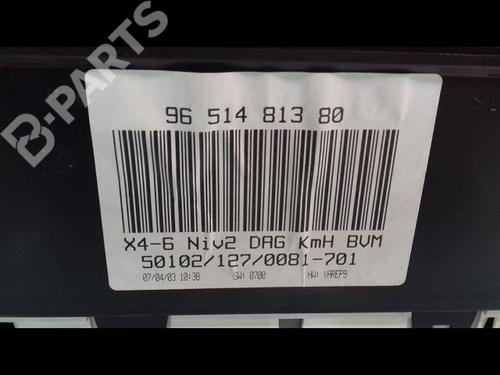 B-PARTS
96 514 813 80
X4-6 Niv2 DAG KmH BVM
50102/127/0081-701
07/04/03 10:38 SW: 0700 HW: VAREP9